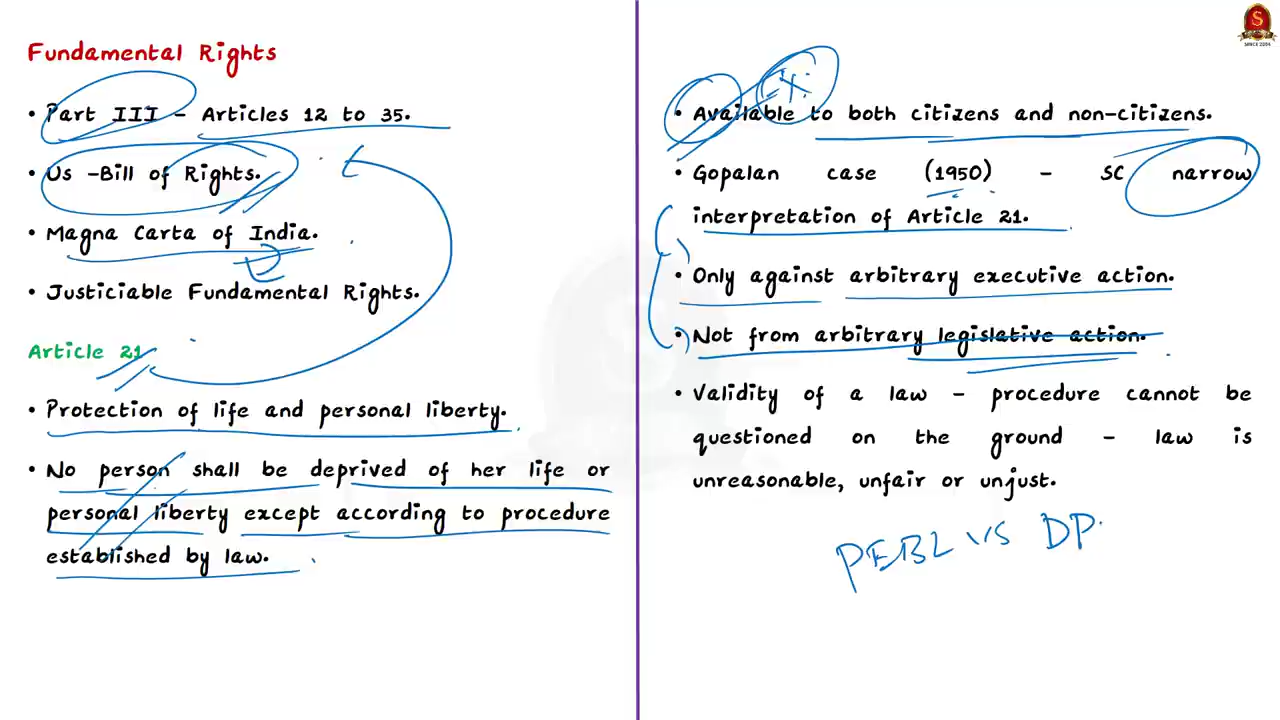 Fundamental Rights
• Part III - Articles 12 to 35.
• Us -Bill of Rights.
• Magna Carta of India.
• Justiciable Fundamental Rights.
Article 21
• Protection of life and personal liberty.
• No person shall be deprived of her life or
personal liberty except according to procedure
established by law.
SINCE 2004
• Available to both citizens and non-citizens.
• Gopalan case (1950) - SC narrow
interpretation of Article 21.
• Only against arbitrary executive action.
• Not from arbitrary legislative action.
• Validity of a law - procedure cannot be
questioned on the ground - law is
unreasonable, unfair or unjust.
PEBL vs DP